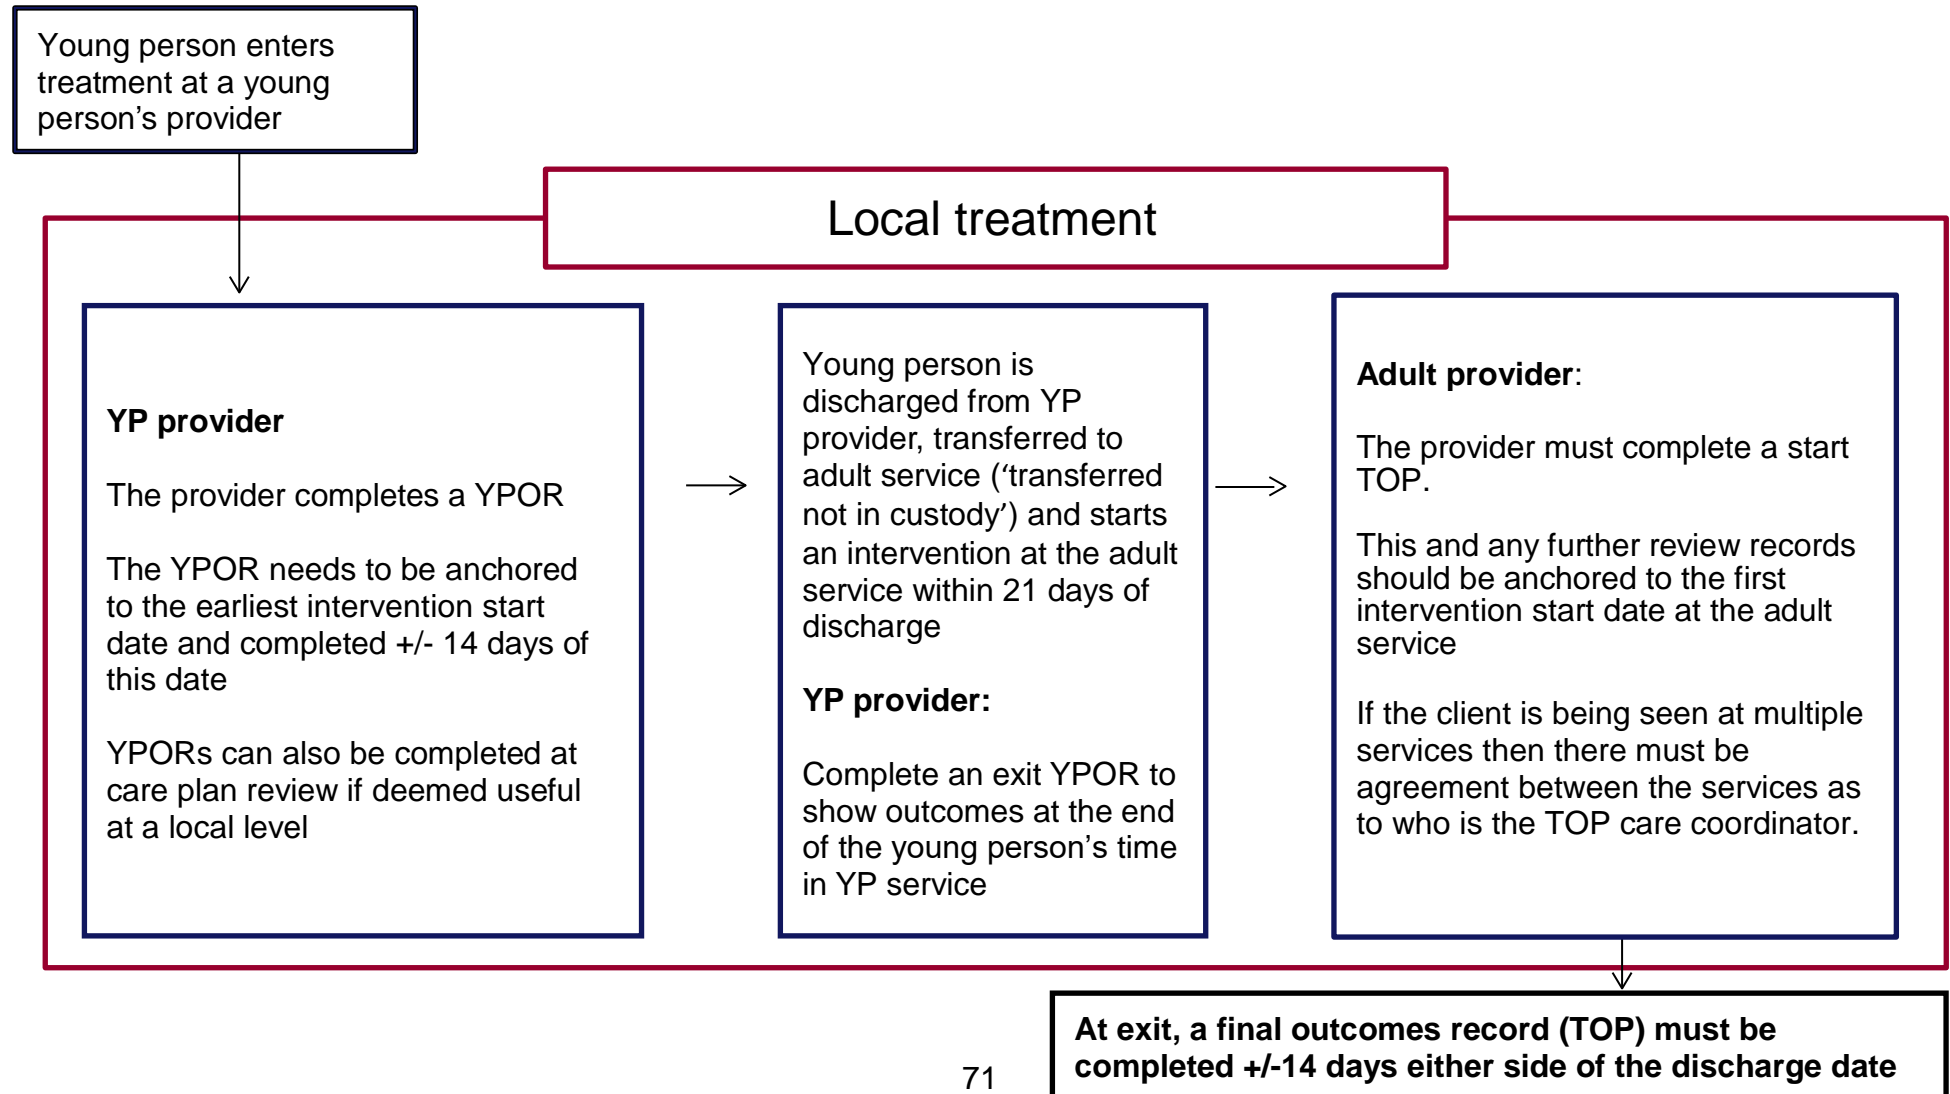 Young person enters
treatment at a young
person’s provider
Local treatment
YP provider
The provider completes a YPOR
The YPOR needs to be anchored
to the earliest intervention start
date and completed +/- 14 days of
this date
YPORs can also be completed at
care plan review if deemed useful
at a local level
Young person is
discharged from YP
provider, transferred to
adult service (‘transferred
not in custody’) and starts
an intervention at the adult
service within 21 days of
discharge
YP provider:
Complete an exit YPOR to
show outcomes at the end
of the young person’s time
in YP service
Adult provider:
The provider must complete a start
TOP.
This and any further review records
should be anchored to the first
intervention start date at the adult
service
If the client is being seen at multiple
services then there must be
agreement between the services as
to who is the TOP care coordinator.
At exit, a final outcomes record (TOP) must be
completed +/-14 days either side of the discharge date
71